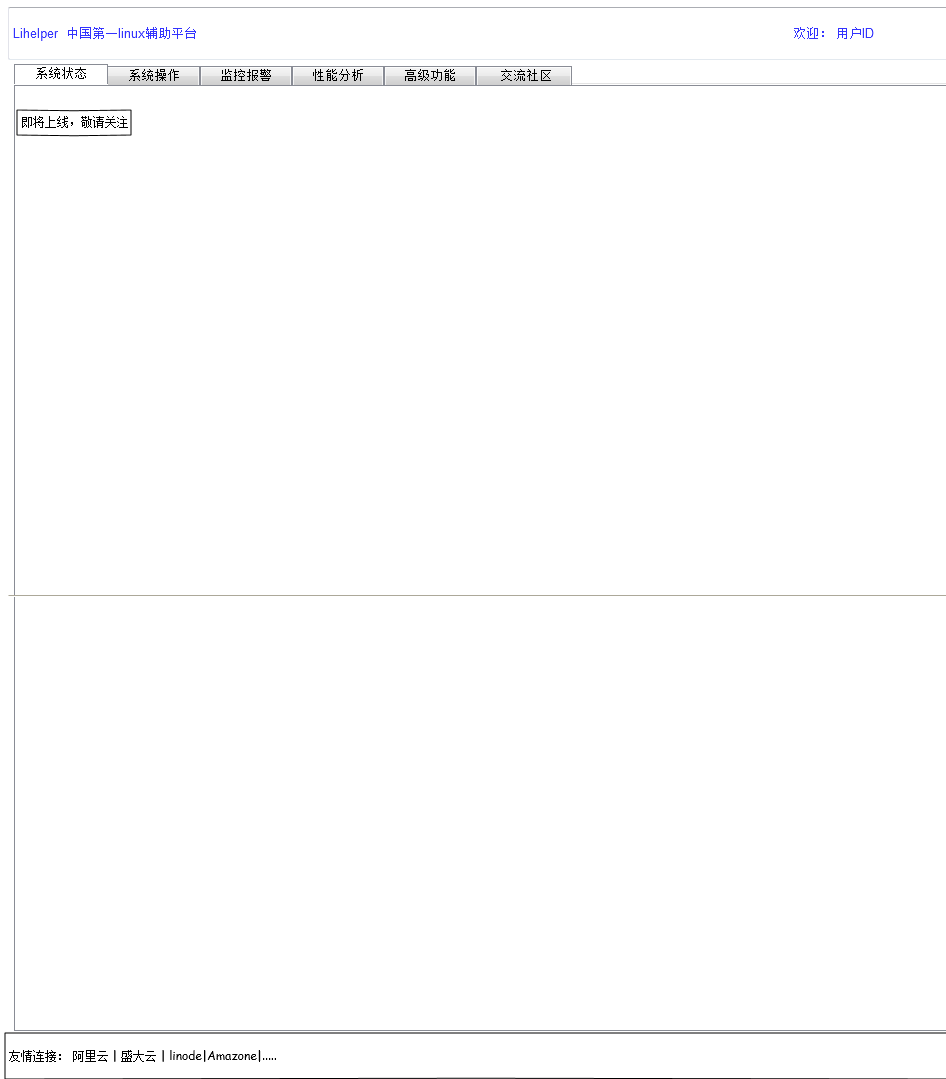 Lihelper 中国第一linux辅助平台 欢迎： 用户ID
系统状态 系统操作 监控报警 性能分析 高级功能 交流社区
即将上线，敬请关注
友情连接： 阿里云 | 盛大云 | linode|Amazone|.....